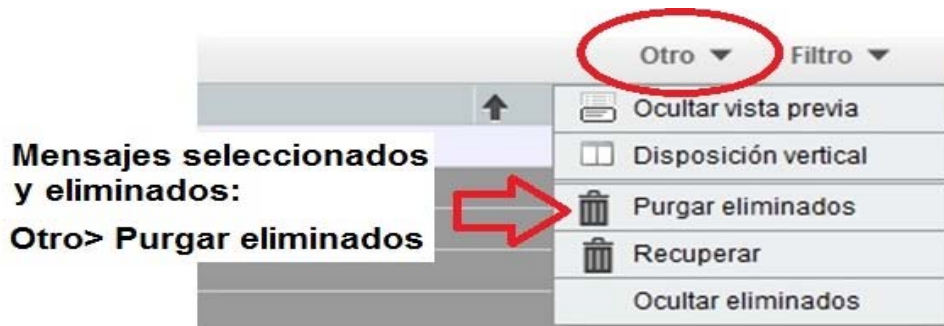 Otro Filtro
Ocultar vista previa
Disposición vertical
Mensajes seleccionados
y eliminados:
Otro> Purgar eliminados
Purgar eliminados
Recuperar
Ocultar eliminados